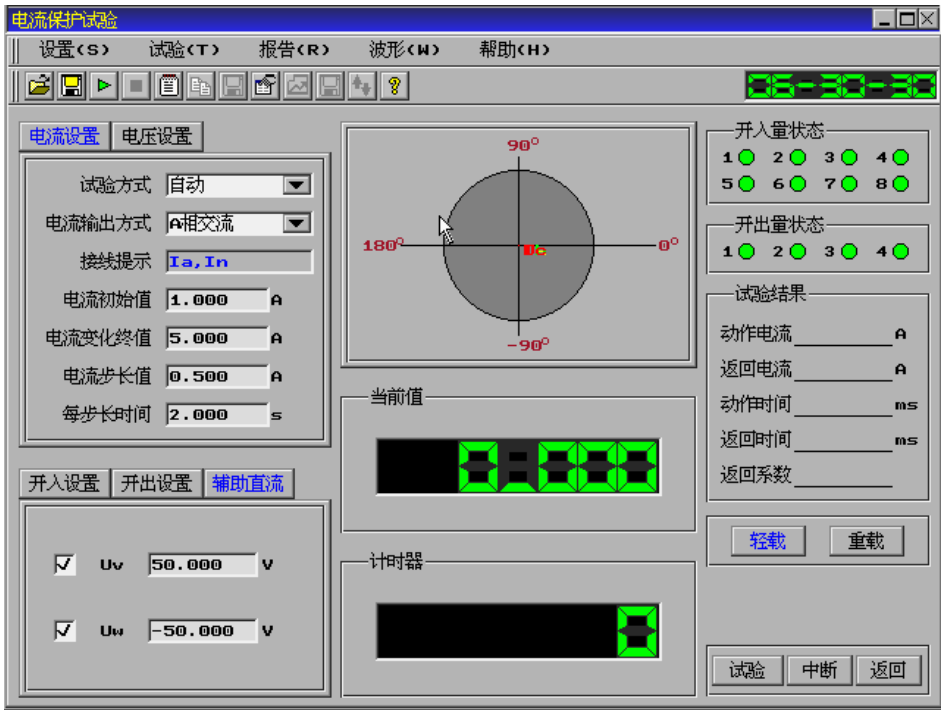 电流保护试验
设置(S) 试验(T) 报告(R) 波形(W) 帮助(H)
05-30-30
电流设置 电压设置
试验方式 自动
电流输出方式 A相交流
接线提示 Ia,In
电流初始值 1.000 A
电流变化终值 5.000 A
电流步长值 0.500 A
每步长时间 2.000 s
开入设置 开出设置 辅助直流
Uv 50.000 V
Uw -50.000 V
90°
180° 0°
-90°
当前值
0.000
计时器
0
开入量状态
1 2 3 4
5 6 7 8
开出量状态
1 2 3 4
试验结果
动作电流 A
返回电流 A
动作时间 ms
返回时间 ms
返回系数
轻载 重载
试验 中断 返回